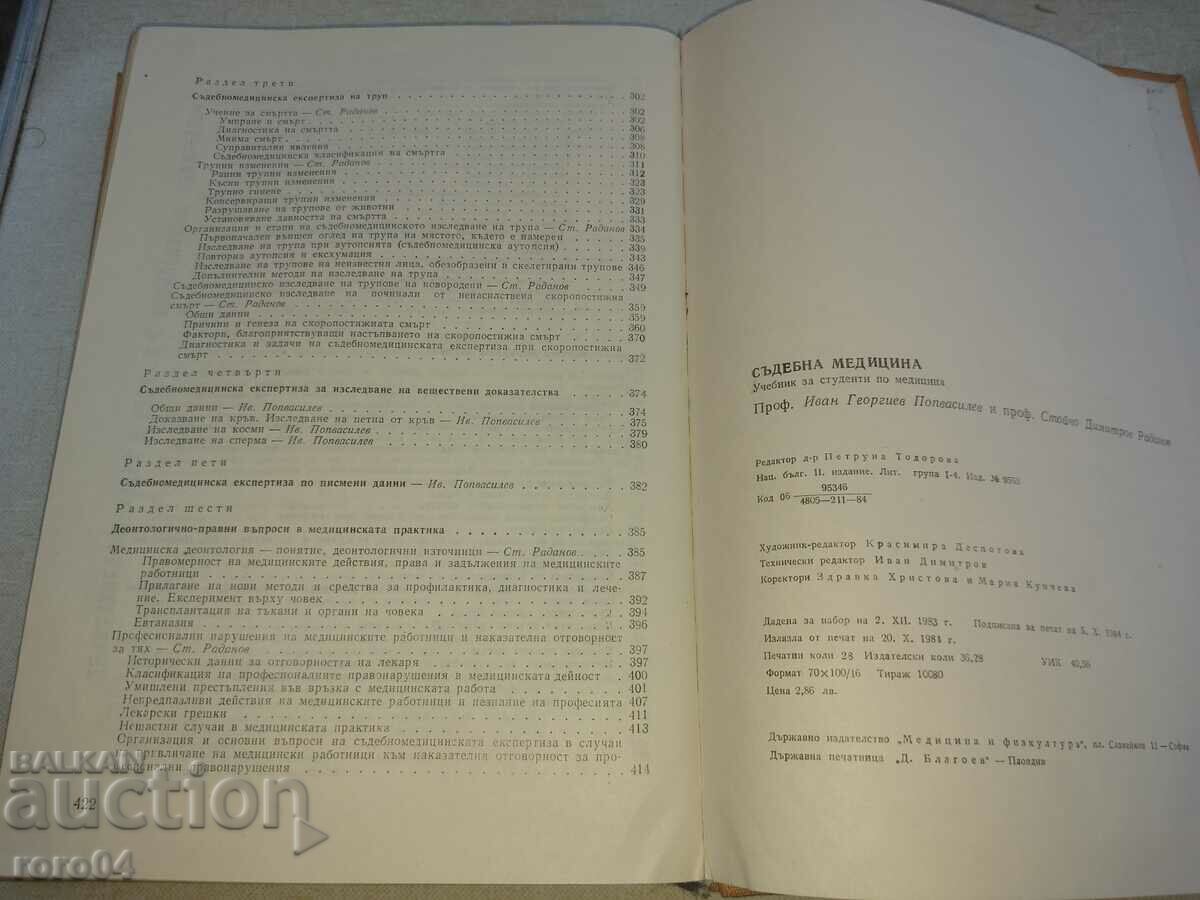 Раздел трети
Съдебномедицинска експертиза на труп . . . 302
Учение за смъртта — Ст. Раданов . . . 302
Умиране и смърт . . . 302
Диагностика на смъртта . . . 306
Мнима смърт . . . 308
Суправитални явления . . . 308
Съдебномедицинска класификация на смъртта . . . 310
Трупни изменения — Ст. Раданов . . . 311
Ранни трупни изменения . . . 312
Късни трупни изменения . . . 323
Трупно гниене . . . 323
Консервиращи трупни изменения . . . 329
Разрушаване на трупове от животни . . . 331
Установяване давността на смъртта . . . 333
Организация и етапи на съдебномедицинското изследване на трупа — Ст. Раданов 334
Първоначален външен оглед на трупа на мястото, където е намерен . . . 335
Изследване на трупа при аутопсията (съдебномедицинска аутопсия) . . . 339
Повторна аутопсия и ексхумация . . . 343
Изследване на трупове на неизвестни лица, обезобразени и скелетирани трупове 346
Допълнителни методи на изследване на трупа . . . 347
Съдебномедицинско изследване на трупове на новородени — Ст. Раданов . . . 349
Съдебномедицинско изследване на починали от ненасилствена скоропостижна
смърт — Ст. Раданов . . . 359
Общи данни . . . 359
Причини и генеза на скоропостижната смърт . . . 360
Фактори, благоприятствуващи настъпването на скоропостижна смърт . . . 370
Диагностика и задачи на съдебномедицинската експертиза при скоропостижна
смърт . . . 372
Раздел четвърти
Съдебномедицинска експертиза за изследване на веществени доказателства . . . 374
Общи данни — Ив. Попвасилев . . . 374
Доказване на кръв. Изследване на петна от кръв — Ив. Попвасилев . . . 375
Изследване на косми — Ив. Попвасилев . . . 379
Изследване на сперма — Ив. Попвасилев . . . 380
Раздел пети
Съдебномедицинска експертиза по писмени данни — Ив. Попвасилев . . . 382
Раздел шести
Деонтологично-правни въпроси в медицинската практика . . . 385
Медицинска деонтология — понятие, деонтологични източници — Ст. Раданов . . . 385
Правомерност на медицинските действия, права и задължения на медицинските
работници . . . 387
Прилагане на нови методи и средства за профилактика, диагностика и лече-
ние. Експеримент върху човек . . . 392
Трансплантация на тъкани и органи на човека . . . 394
Евтаназия . . . 396
Професионални нарушения на медицинските работници и наказателна отговорност
за тях — Ст. Раданов . . . 397
Исторически данни за отговорността на лекаря . . . 397
Класификация на професионалните правонарушения в медицинската дейност . 400
Умишлени престъпления във връзка с медицинската работа . . . 401
Непредпазливи действия на медицинските работници и незнание на професията 407
Лекарски грешки . . . 411
Нещастни случаи в медицинската практика . . . 413
Организация и основни въпроси на съдебномедицинската експертиза в случаи
на привличане на медицински работници към наказателна отговорност за про-
фесионални правонарушения . . . 414
422
СЪДЕБНА МЕДИЦИНА
Учебник за студенти по медицина
Проф. Иван Георгиев Попвасилев и проф. Стойчо Димитров Раданов
Редактор д-р Петруна Тодорова
Нац. бълг. II. издание. Лит. група I-4. Изд. №
Код 06 95346
4805—211—84
Художник-редактор Красимира Деспотова
Технически редактор Иван Димитров
Коректори Здравка Христова и Мария Кунчева
Дадена за набор на 2. XII. 1983 г. Подписана за печат на 5. X. 1984 г.
Излязла от печат на 20. X. 1984 г.
Печатни коли 28 Издателски коли 36,28 УИК
Формат 70×100/16 Тираж 10080
Цена 2,86 лв.
Държавно издателство „Медицина и физкултура", пл. Славейков 11 — София
Държавна печатница „Д. Благоев" — Пловдив
BALKAN
auction
roro04